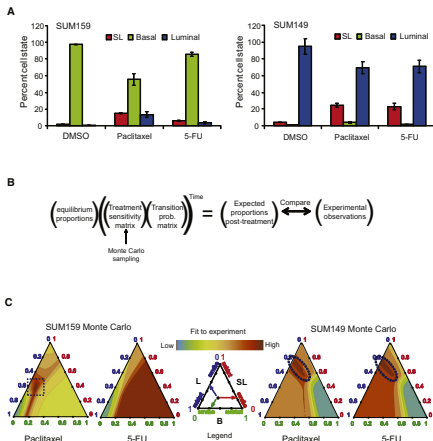 A
SUM159
SL Basal Luminal
Percent cell state
120
100
80
60
40
20
0
DMSO Paclitaxel 5-FU
SUM149
SL Basal Luminal
Percent cell state
120
100
80
60
40
20
0
DMSO Paclitaxel 5-FU
B
(equilibrium proportions) ((Treatment sensitivity matrix) (Transition prob. matrix)) Time = (Expected proportions post-treatment) Compare (Experimental observations)
Monte Carlo
sampling
C
SUM159 Monte Carlo
Fit to experiment
Low High
SUM149 Monte Carlo
L SL
B
Legend
Paclitaxel 5-FU
Paclitaxel 5-FU